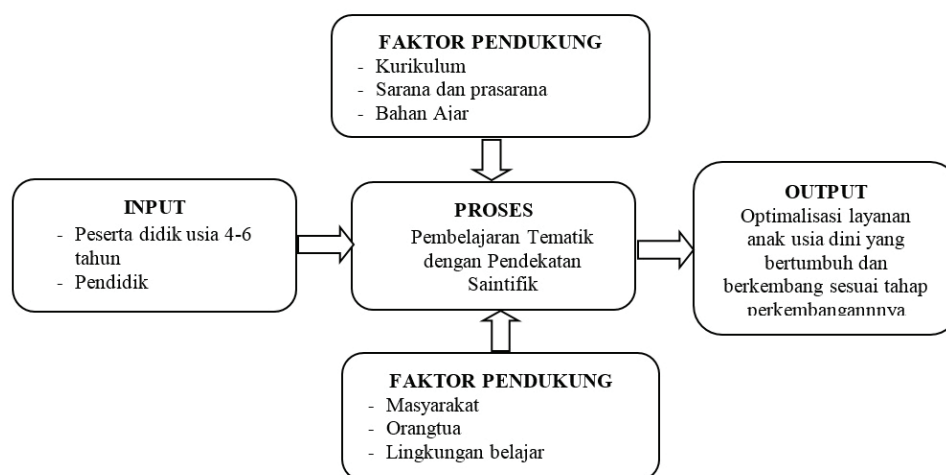 FAKTOR PENDUKUNG
- Kurikulum
- Sarana dan prasarana
- Bahan Ajar
INPUT
- Peserta didik usia 4-6
tahun
- Pendidik
PROSES
Pembelajaran Tematik
dengan Pendekatan
Saintifik
OUTPUT
Optimalisasi layanan
anak usia dini yang
bertumbuh dan
berkembang sesuai tahap
perkembangannnya
FAKTOR PENDUKUNG
- Masyarakat
- Orangtua
- Lingkungan belajar